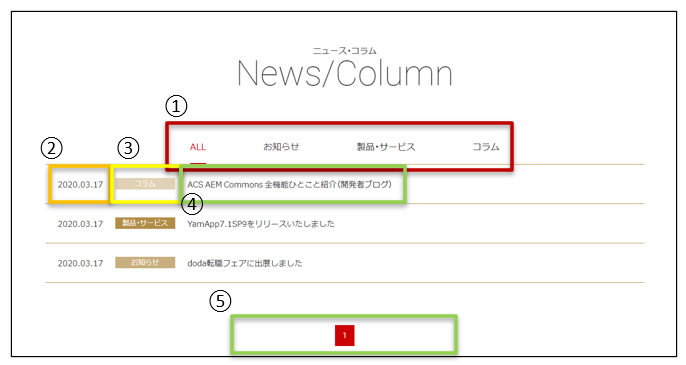 ニュース・コラム
News/Column
①
ALL お知らせ 製品・サービス コラム
② ③
2020.03.17 コラム ACS AEM Commons 全機能ひとこと紹介（開発者ブログ）
④
2020.03.17 製品・サービス YamApp7.1SP9をリリースいたしました
2020.03.17 お知らせ doda転職フェアに出展しました
⑤
1